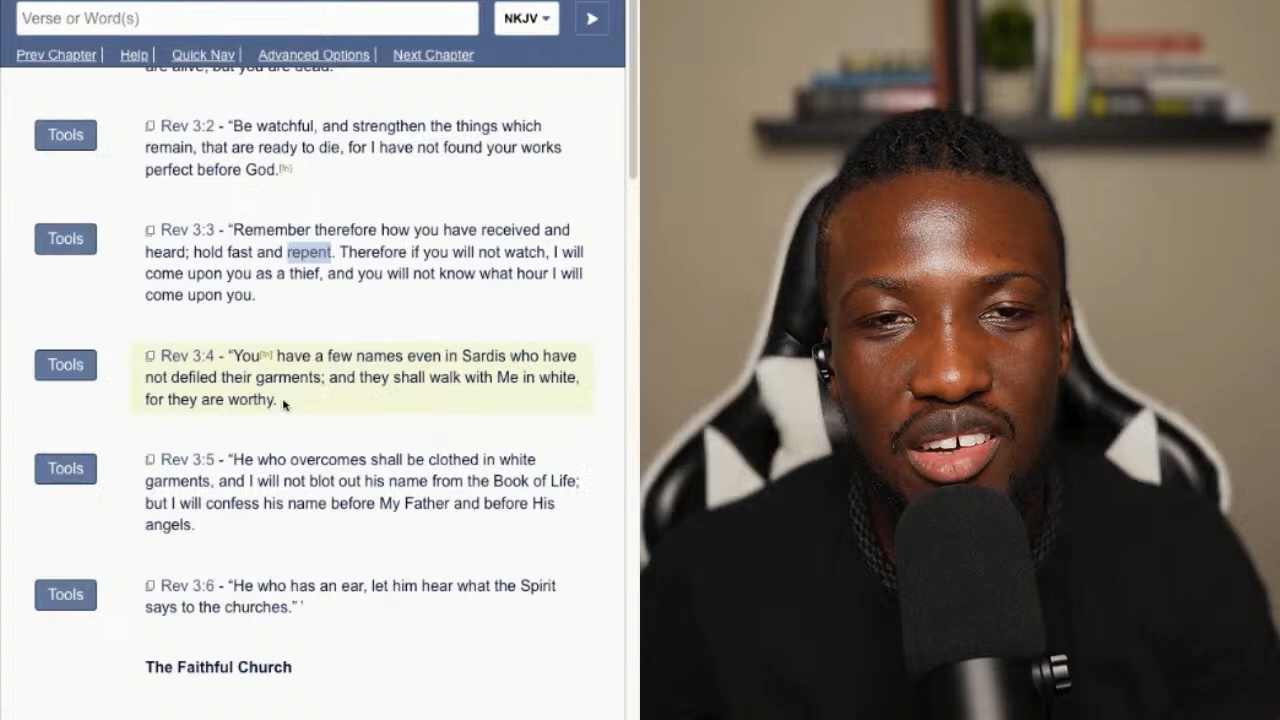 Verse or Word(s)
NKJV
Prev Chapter | Help | Quick Nav | Advanced Options | Next Chapter
are alive, but you are dead.
Tools
Rev 3:2 - “Be watchful, and strengthen the things which
remain, that are ready to die, for I have not found your works
perfect before God.[fn]
Tools
Rev 3:3 - “Remember therefore how you have received and
heard; hold fast and repent. Therefore if you will not watch, I will
come upon you as a thief, and you will not know what hour I will
come upon you.
Tools
Rev 3:4 - “You[fn] have a few names even in Sardis who have
not defiled their garments; and they shall walk with Me in white,
for they are worthy.
Tools
Rev 3:5 - “He who overcomes shall be clothed in white
garments, and I will not blot out his name from the Book of Life;
but I will confess his name before My Father and before His
angels.
Tools
Rev 3:6 - “He who has an ear, let him hear what the Spirit
says to the churches.” ’
The Faithful Church